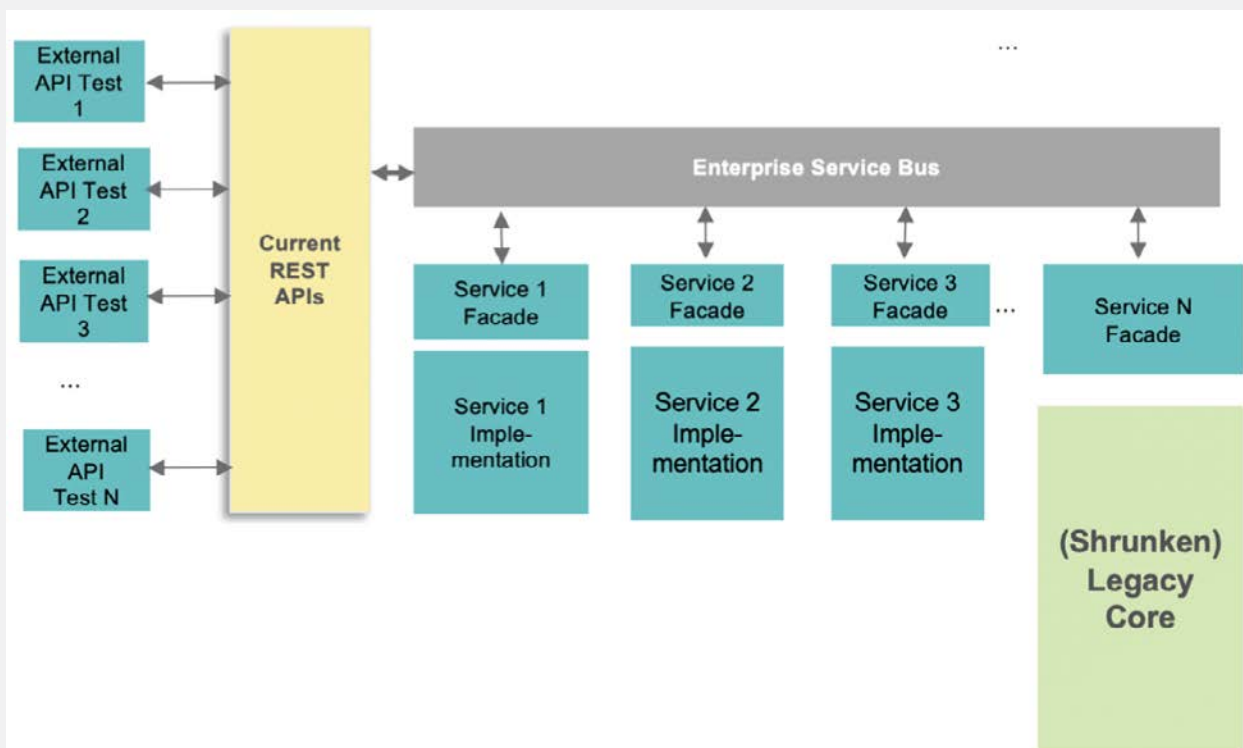 External
API Test
1
External
API Test
2
External
API Test
3
...
External
API
Test N
Current
REST
APIs
...
Enterprise Service Bus
Service 1
Facade
Service 2
Facade
Service 3
Facade
...
Service N
Facade
Service 1
Imple-
mentation
Service 2
Imple-
mentation
Service 3
Imple-
mentation
(Shrunken)
Legacy
Core